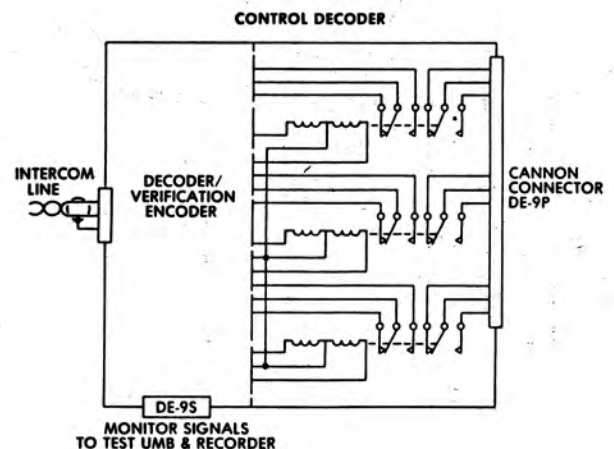 CONTROL DECODER
INTERCOM
LINE
DECODER/
VERIFICATION
ENCODER
CANNON
CONNECTOR
DE-9P
DE-9S
MONITOR SIGNALS
TO TEST UMB & RECORDER